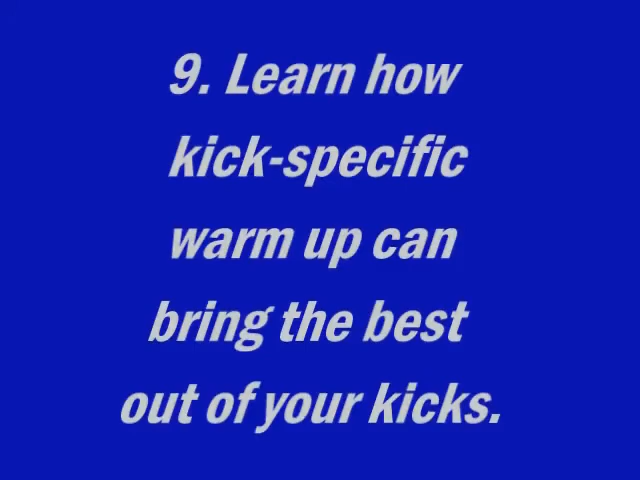 9. Learn how
kick-specific
warm up can
bring the best
out of your kicks.